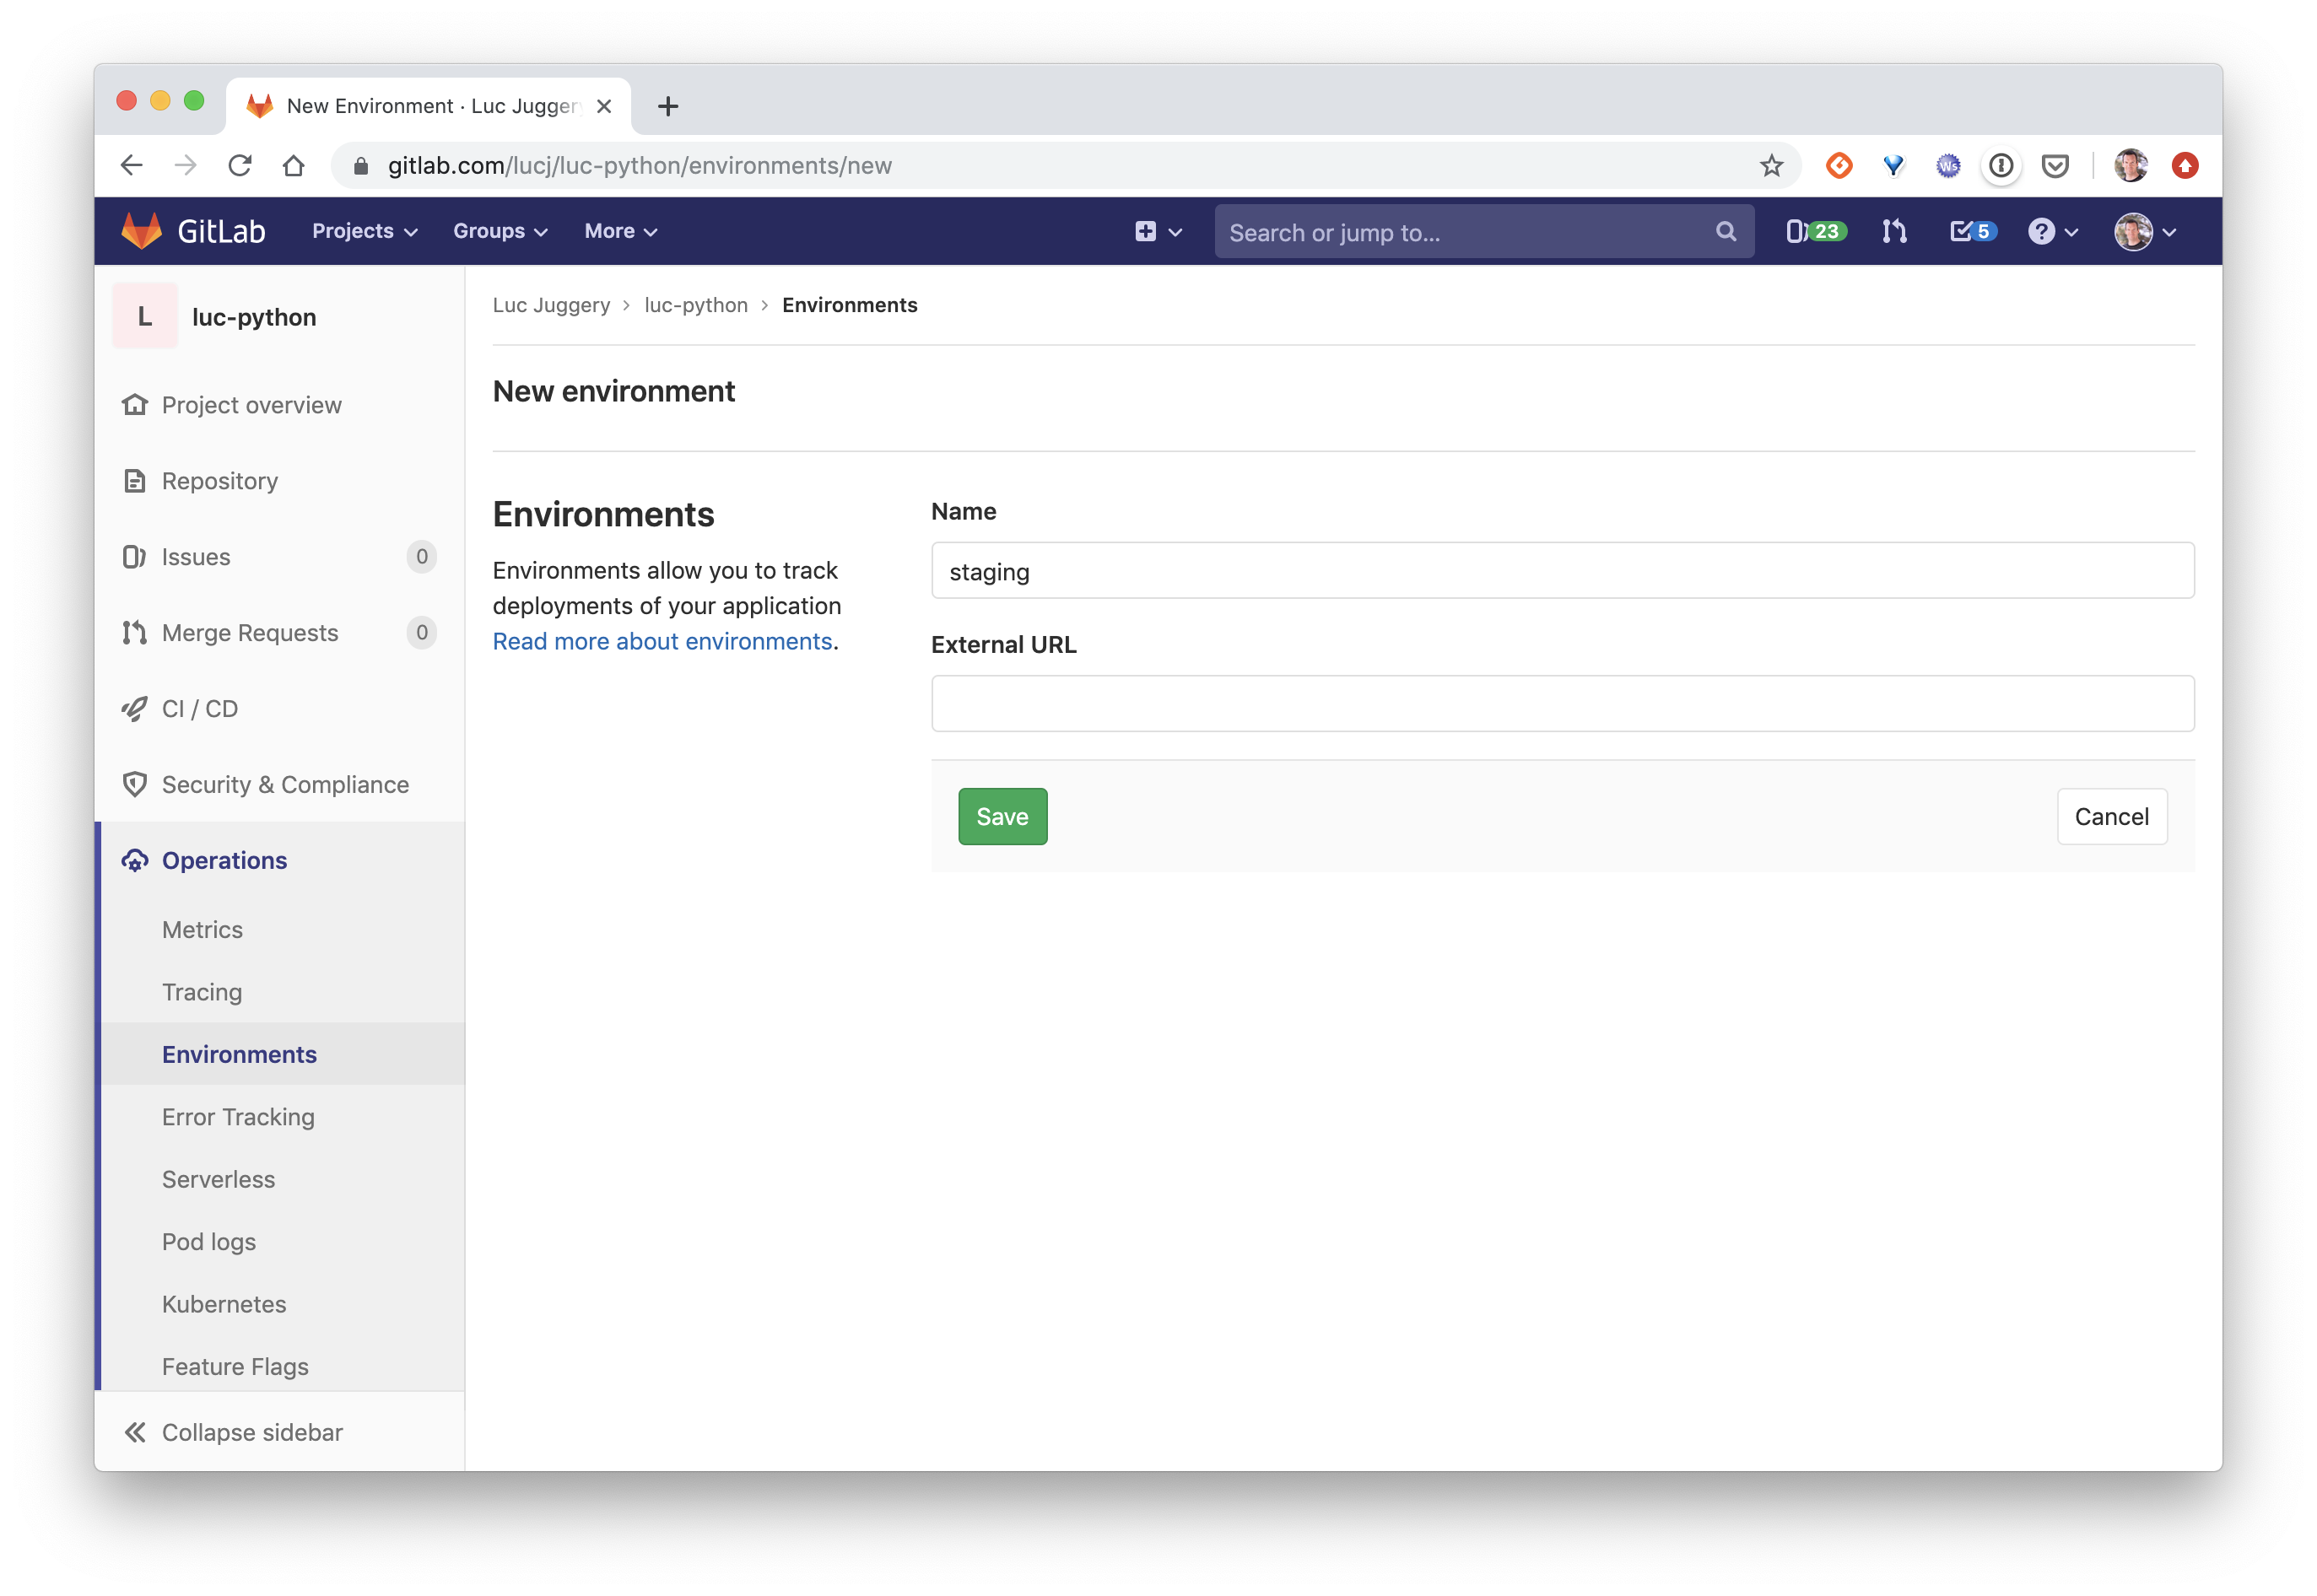 New Environment · Luc Jugger
gitlab.com/lucj/luc-python/environments/new
GitLab Projects Groups More Search or jump to... 23 5
L luc-python
Project overview
Repository
Issues 0
Merge Requests 0
CI / CD
Security & Compliance
Operations
Metrics
Tracing
Environments
Error Tracking
Serverless
Pod logs
Kubernetes
Feature Flags
Collapse sidebar
Luc Juggery > luc-python > Environments
New environment
Environments
Environments allow you to track
deployments of your application
Read more about environments.
Name
staging
External URL
Save Cancel